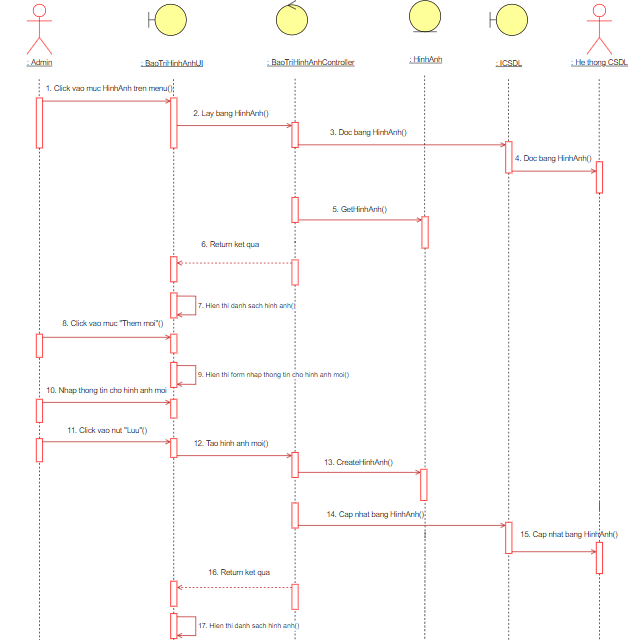 : Admin
: BaoTriHinhAnhUI
: BaoTriHinhAnhController
: HinhAnh
: ICSDL
: He thong CSDL
1. Click vao muc HinhAnh tren menu()
2. Lay bang HinhAnh()
3. Doc bang HinhAnh()
4. Doc bang HinhAnh()
5. GetHinhAnh()
6. Return ket qua
7. Hien thi danh sach hinh anh()
8. Click vao muc "Them moi"()
9. Hien thi form nhap thong tin cho hinh anh moi()
10. Nhap thong tin cho hinh anh moi
11. Click vao nut "Luu"()
12. Tao hinh anh moi()
13. CreateHinhAnh()
14. Cap nhat bang HinhAnh()
15. Cap nhat bang HinhAnh()
16. Return ket qua
17. Hien thi danh sach hinh anh()